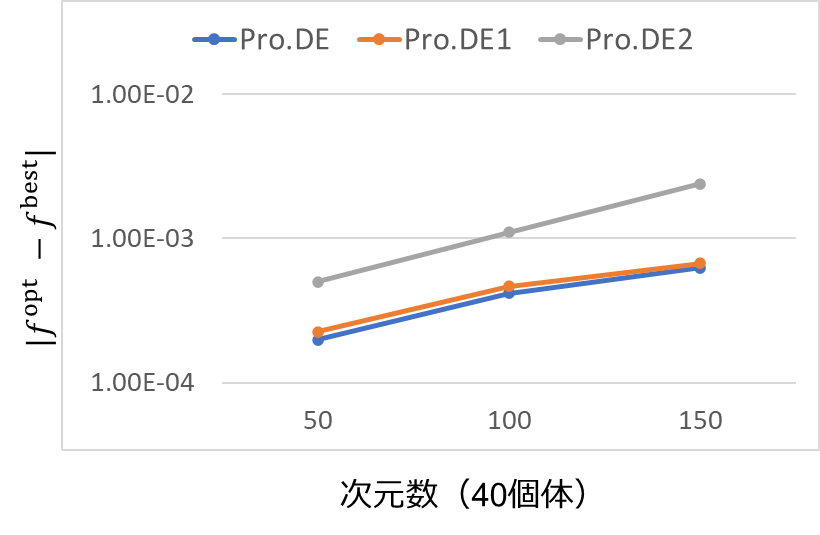 Pro.DE Pro.DE1 Pro.DE2
1.00E-02
1.00E-03
1.00E-04
|f^opt − f^best|
50 100 150
次元数（40個体）